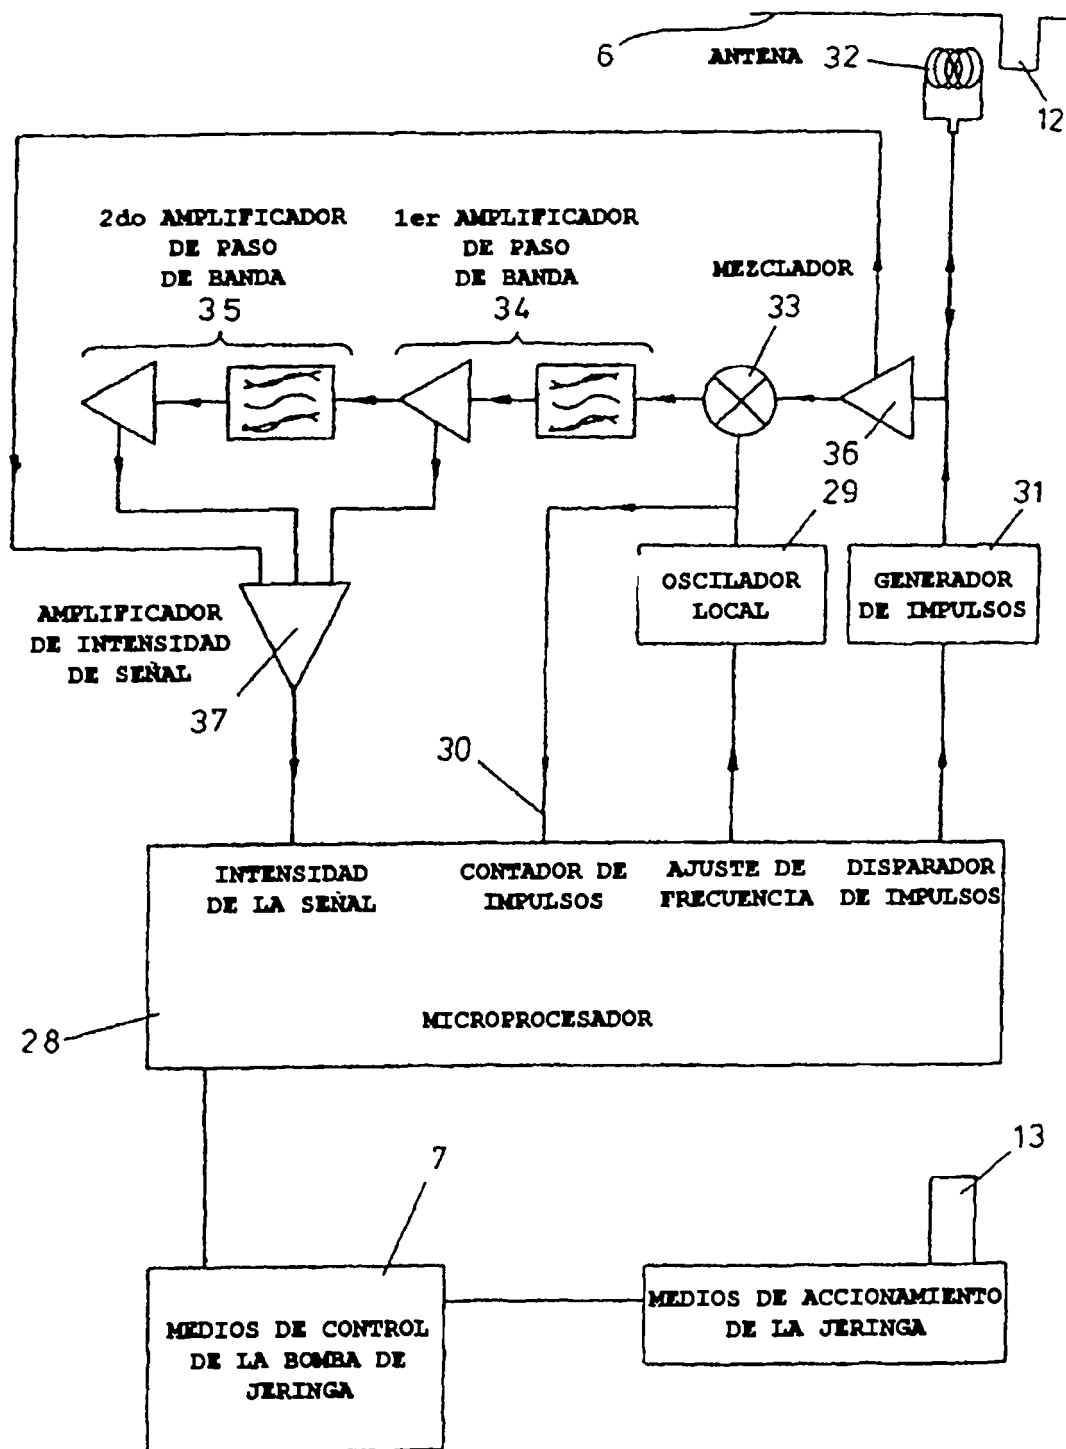 6
ANTENA 32
12
2do AMPLIFICADOR
DE PASO
DE BANDA
35
1er AMPLIFICADOR
DE PASO
DE BANDA
34
MEZCLADOR
33
36
29
31
OSCILADOR
LOCAL
GENERADOR
DE IMPULSOS
AMPLIFICADOR
DE INTENSIDAD
DE SEÑAL
37
30
INTENSIDAD
DE LA SEÑAL
CONTADOR DE
IMPULSOS
AJUSTE DE
FRECUENCIA
DISPARADOR
DE IMPULSOS
MICROPROCESADOR
28
7
13
MEDIOS DE CONTROL
DE LA BOMBA DE
JERINGA
MEDIOS DE ACCIONAMIENTO
DE LA JERINGA